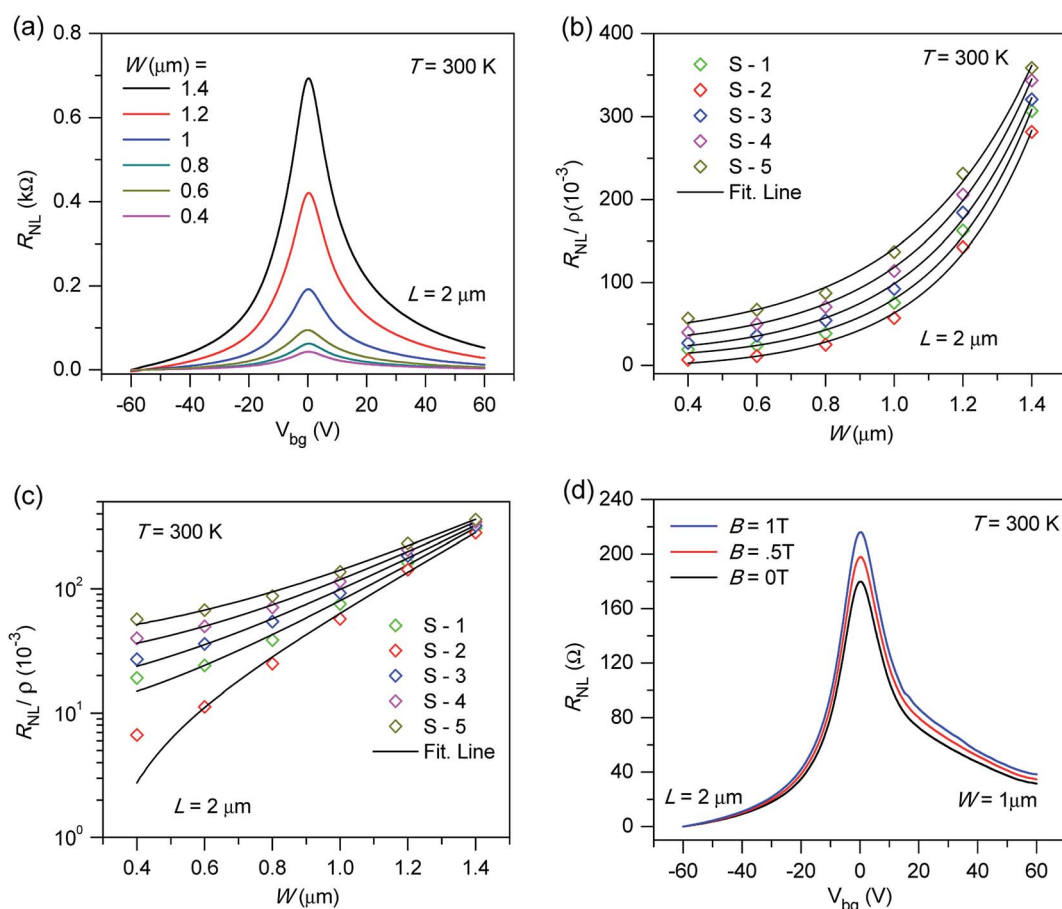 (a)
0.8
0.6
0.4
0.2
0.0
R_NL (kΩ)
W (μm) =
1.4
1.2
1
0.8
0.6
0.4
T = 300 K
L = 2 μm
-60 -40 -20 0 20 40 60
V_bg (V)
(b)
400
300
200
100
0
R_NL / ρ (10^-3)
S - 1
S - 2
S - 3
S - 4
S - 5
Fit. Line
T = 300 K
L = 2 μm
0.4 0.6 0.8 1.0 1.2 1.4
W (μm)
(c)
10^2
10^1
10^0
R_NL / ρ (10^-3)
T = 300 K
S - 1
S - 2
S - 3
S - 4
S - 5
Fit. Line
L = 2 μm
0.4 0.6 0.8 1.0 1.2 1.4
W (μm)
(d)
240
200
160
120
80
40
0
R_NL (Ω)
B = 1T
B = .5T
B = 0T
T = 300 K
L = 2 μm
W = 1μm
-60 -40 -20 0 20 40 60
V_bg (V)